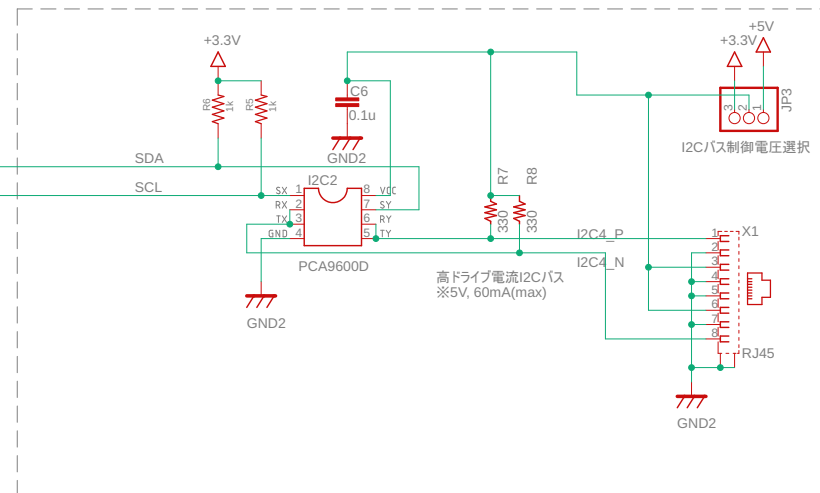 +5V
+3.3V
+3.3V
C6
0.1u
GND2
R6
1k
R5
1k
JP3
3
2
1
I2Cバス制御電圧選択
SDA
SCL
I2C2
SX 1
RX 2
TX 3
GND 4
8 VCC
7 SY
6 RY
5 TY
PCA9600D
GND2
R7
330
R8
330
I2C4_P
I2C4_N
高ドライブ電流I2Cバス
※5V, 60mA(max)
X1
1
2
3
4
5
6
7
8
RJ45
GND2